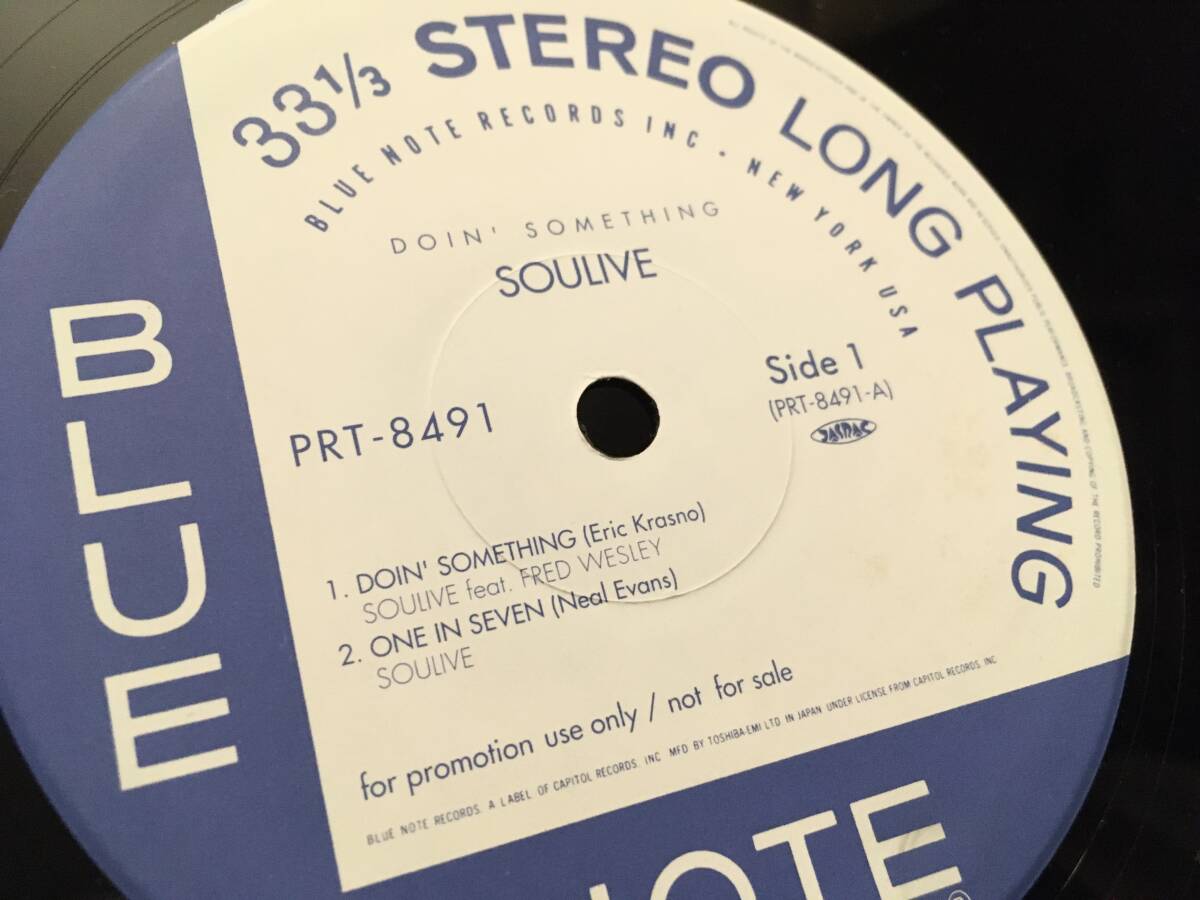 33⅓ STEREO LONG PLAYING
BLUE NOTE RECORDS INC · NEW YORK USA
DOIN' SOMETHING
SOULIVE
Side 1
(PRT-8491-A)
JASRAC
PRT-8491
1. DOIN' SOMETHING (Eric Krasno)
SOULIVE feat. FRED WESLEY
2. ONE IN SEVEN (Neal Evans)
SOULIVE
for promotion use only / not for sale
BLUE NOTE RECORDS. A LABEL OF CAPITOL RECORDS. INC MFD BY TOSHIBA-EMI LTD IN JAPAN UNDER LICENSE FROM CAPITOL RECORDS, INC
BLUE
NOTE
®